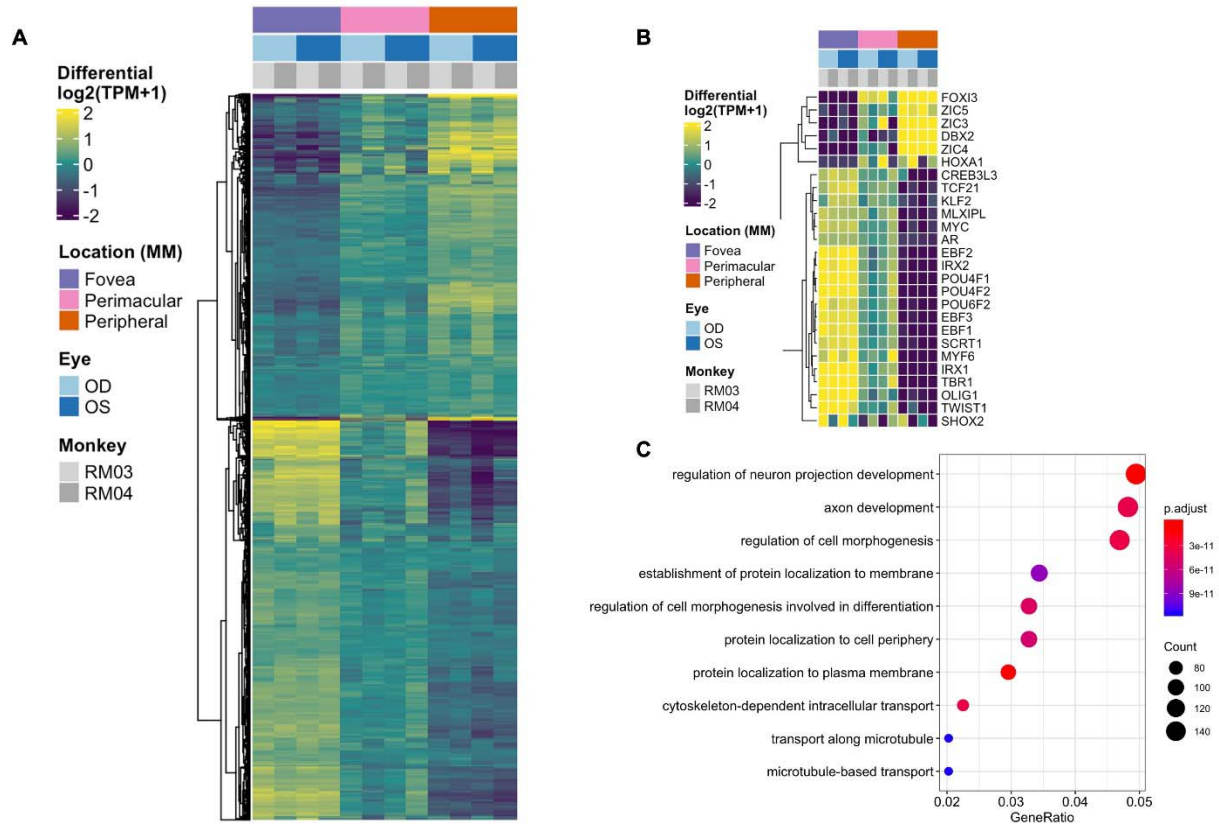 A
Differential
log2(TPM+1)
2
1
0
-1
-2
Location (MM)
Fovea
Perimacular
Peripheral
Eye
OD
OS
Monkey
RM03
RM04
B
Differential
log2(TPM+1)
2
1
0
-1
-2
Location (MM)
Fovea
Perimacular
Peripheral
Eye
OD
OS
Monkey
RM03
RM04
FOXI3
ZIC5
ZIC3
DBX2
ZIC4
HOXA1
CREB3L3
TCF21
KLF2
MLXIPL
MYC
AR
EBF2
IRX2
POU4F1
POU4F2
POU6F2
EBF3
EBF1
SCRT1
MYF6
IRX1
TBR1
OLIG1
TWIST1
SHOX2
C
regulation of neuron projection development
axon development
regulation of cell morphogenesis
establishment of protein localization to membrane
regulation of cell morphogenesis involved in differentiation
protein localization to cell periphery
protein localization to plasma membrane
cytoskeleton-dependent intracellular transport
transport along microtubule
microtubule-based transport
0.02 0.03 0.04 0.05
GeneRatio
p.adjust
3e-11
6e-11
9e-11
Count
80
100
120
140